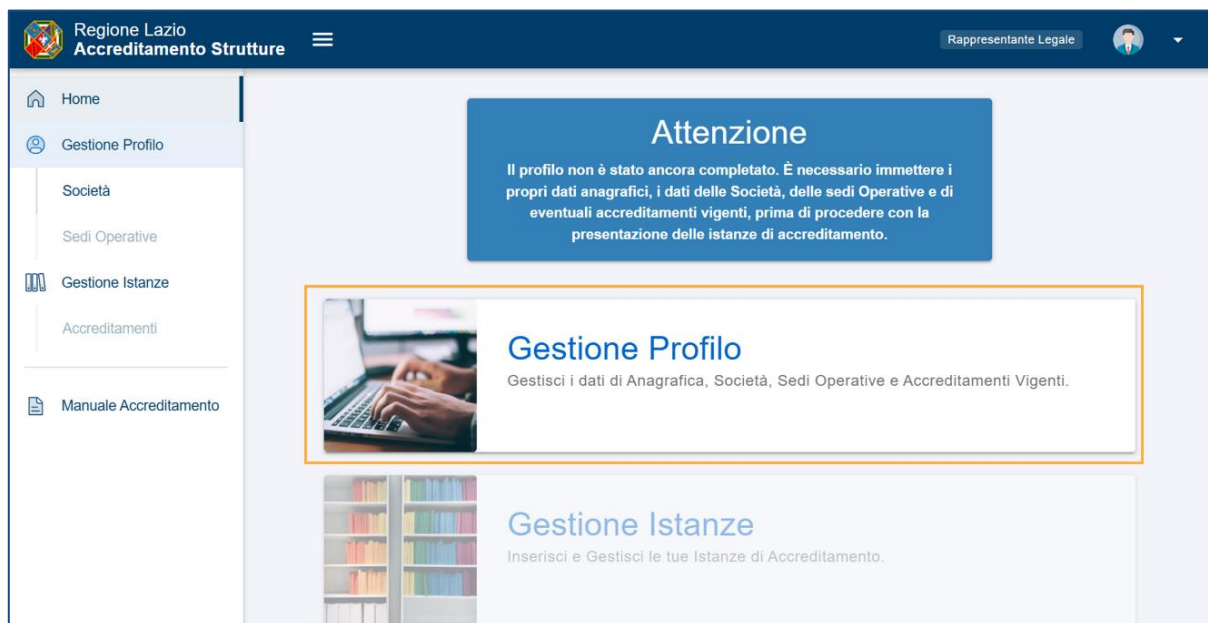 Regione Lazio
Accreditamento Strutture
Rappresentante Legale
Home
Gestione Profilo
Società
Sedi Operative
Gestione Istanze
Accreditamenti
Manuale Accreditamento
Attenzione
Il profilo non è stato ancora completato. È necessario immettere i
propri dati anagrafici, i dati delle Società, delle sedi Operative e di
eventuali accreditamenti vigenti, prima di procedere con la
presentazione delle istanze di accreditamento.
Gestione Profilo
Gestisci i dati di Anagrafica, Società, Sedi Operative e Accreditamenti Vigenti.
Gestione Istanze
Inserisci e Gestisci le tue Istanze di Accreditamento.